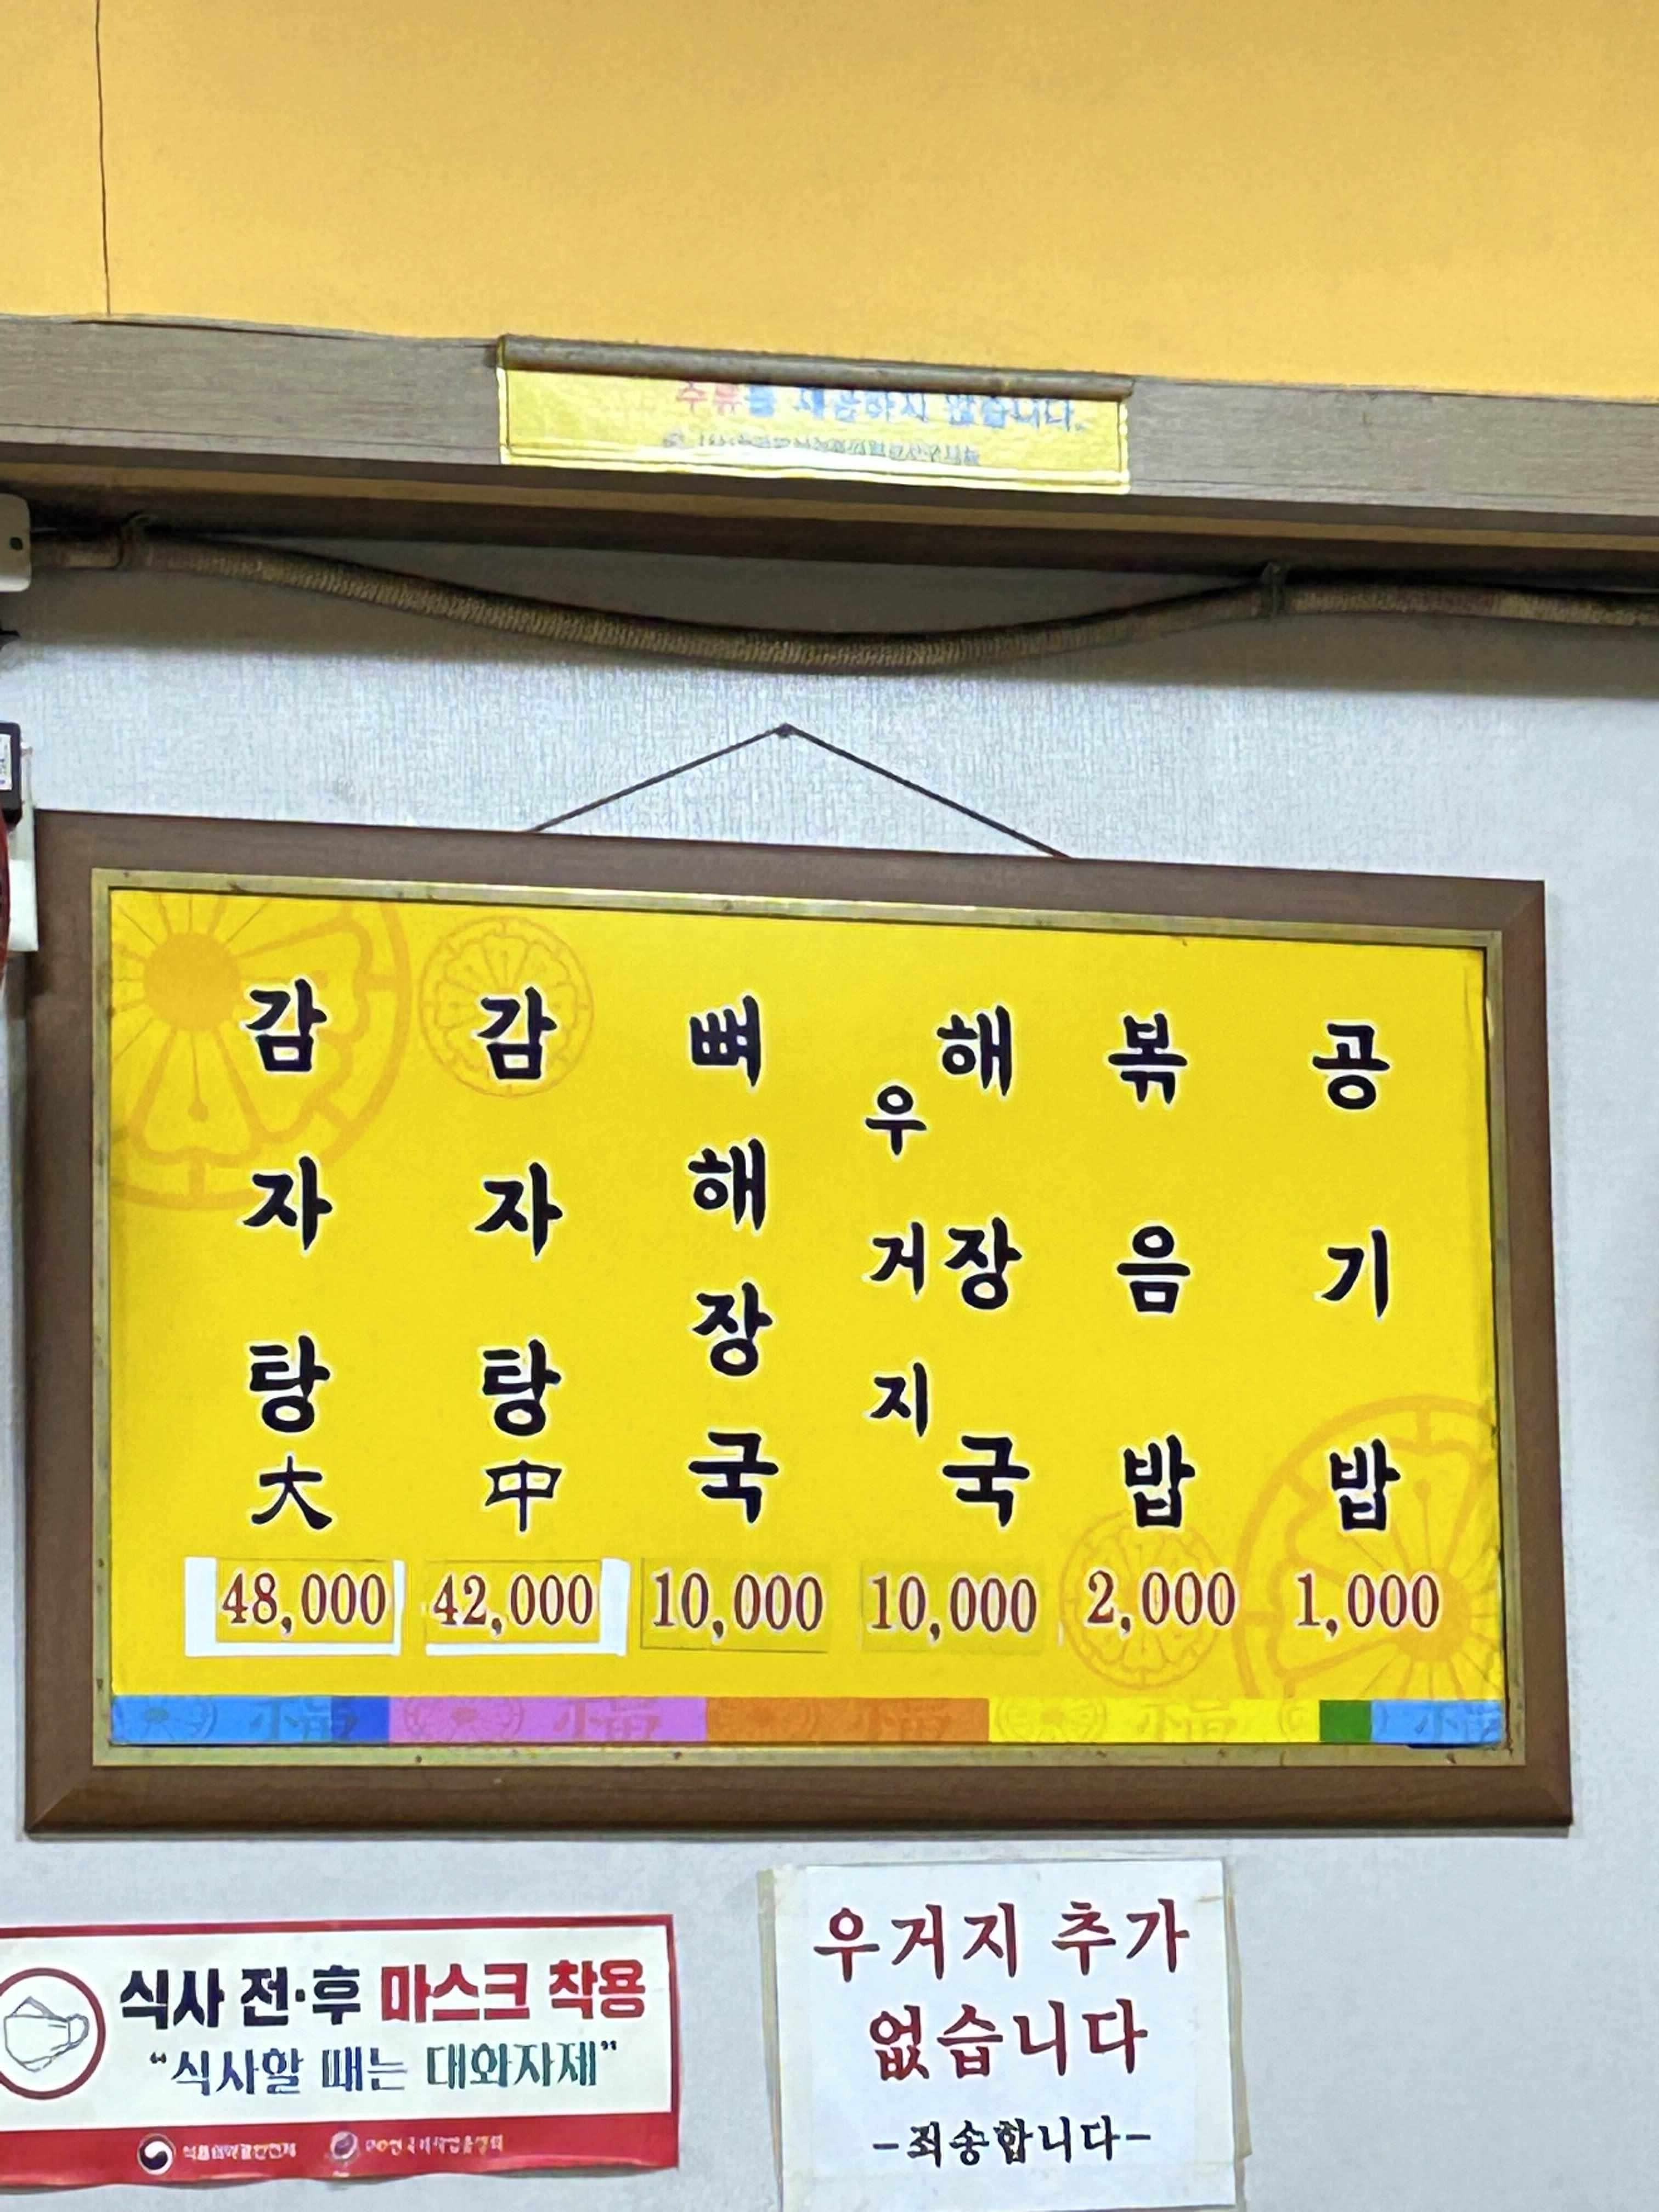 주류를 제공하지 않습니다.
감자탕 大
48,000
감자탕 中
42,000
뼈해장국
10,000
우거지 해장국
10,000
볶음밥
2,000
공기밥
1,000
식사 전·후 마스크 착용
“식사할 때는 대화자제”
우거지 추가
없습니다
-죄송합니다-